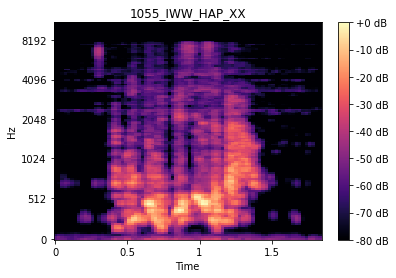 1055_IWW_HAP_XX
+0 dB
8192
-10 dB
4096
-20 dB
-30 dB
2048
Hz
-40 dB
1024
-50 dB
512
-60 dB
-70 dB
0
-80 dB
0
0.5
1
1.5
Time